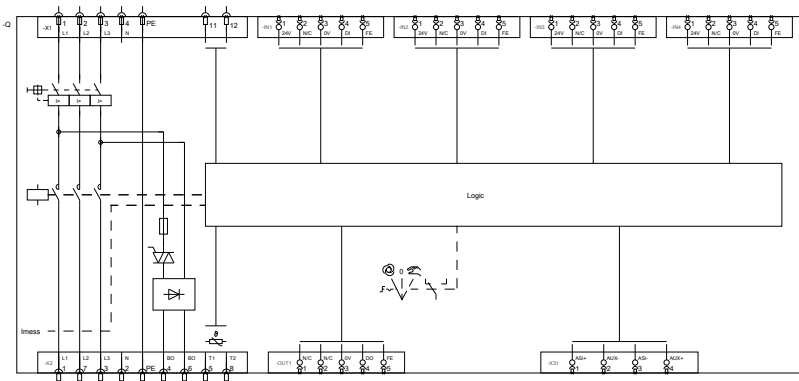 -Q
-X1 1 2 3 4 PE 11 12
L1 L2 L3 N
-IN1 1 2 3 4 5
24V N/C 0V DI FE
-IN2 1 2 3 4 5
24V N/C 0V DI FE
-IN3 1 2 3 4 5
24V N/C 0V DI FE
-IN4 1 2 3 4 5
24V N/C 0V DI FE
I> I> I>
Logic
0
Imess
ϑ
-X2 L1 L2 L3 N BD BD T1 T2
1 7 3 2 PE 4 6 5 8
-OUT1 N/C N/C 0V DO FE
1 2 3 4 5
-X31 ASI+ AUX- ASI- AUX+
1 2 3 4